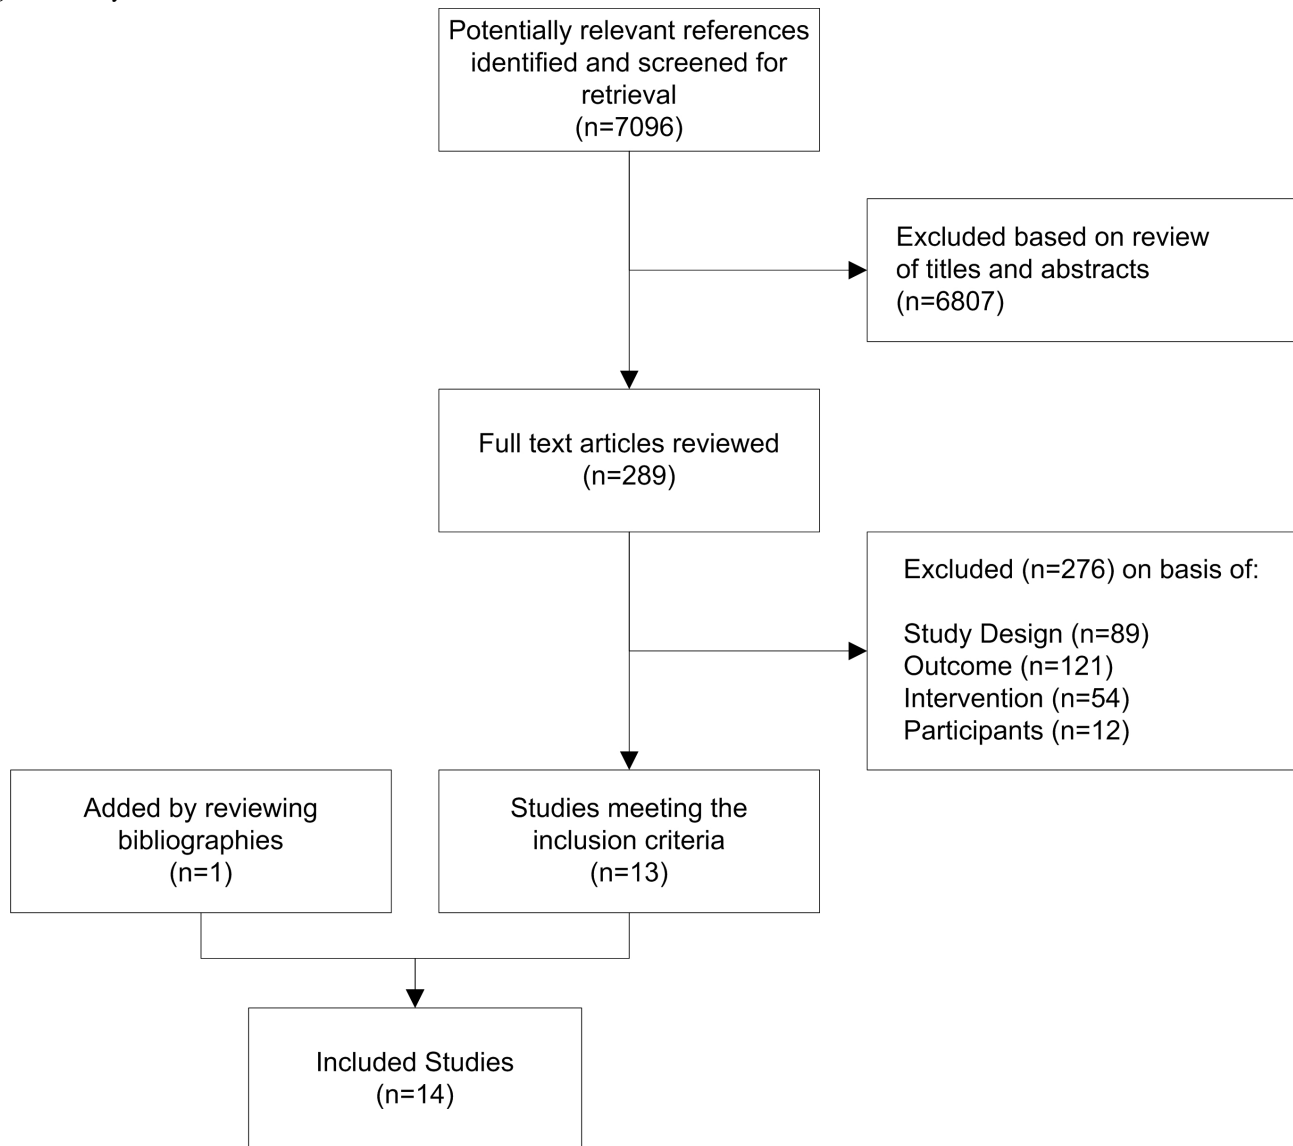 Potentially relevant references
identified and screened for
retrieval
(n=7096)
Excluded based on review
of titles and abstracts
(n=6807)
Full text articles reviewed
(n=289)
Excluded (n=276) on basis of:
Study Design (n=89)
Outcome (n=121)
Intervention (n=54)
Participants (n=12)
Added by reviewing
bibliographies
(n=1)
Studies meeting the
inclusion criteria
(n=13)
Included Studies
(n=14)